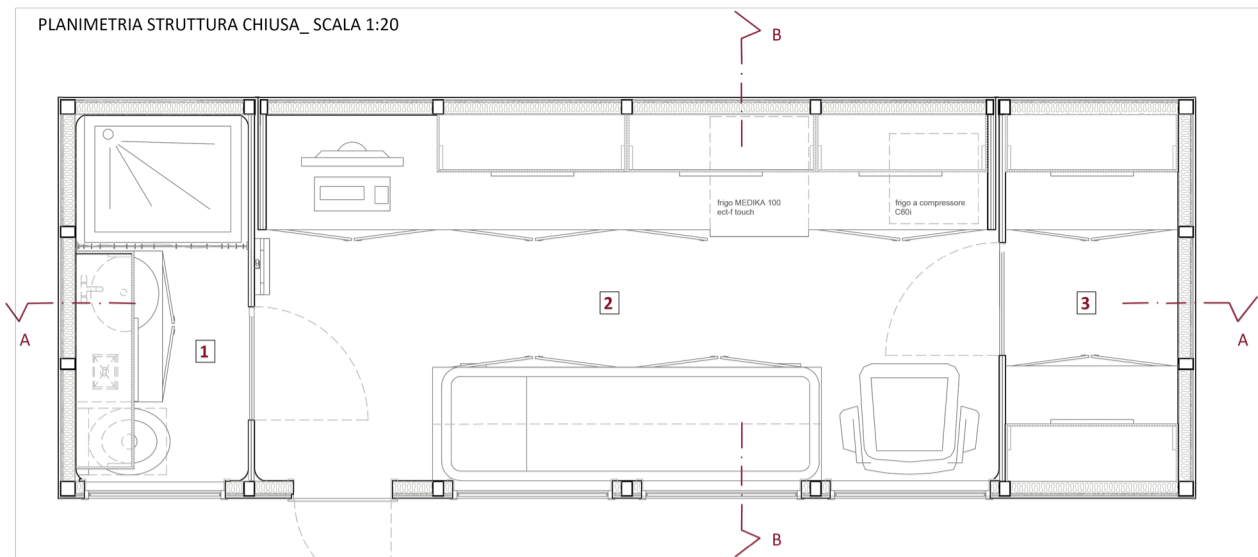 PLANIMETRIA STRUTTURA CHIUSA_ SCALA 1:20
B
frigo MEDIKA 100
ect-f touch
frigo a compressore
C60i
2
3
A
1
A
B